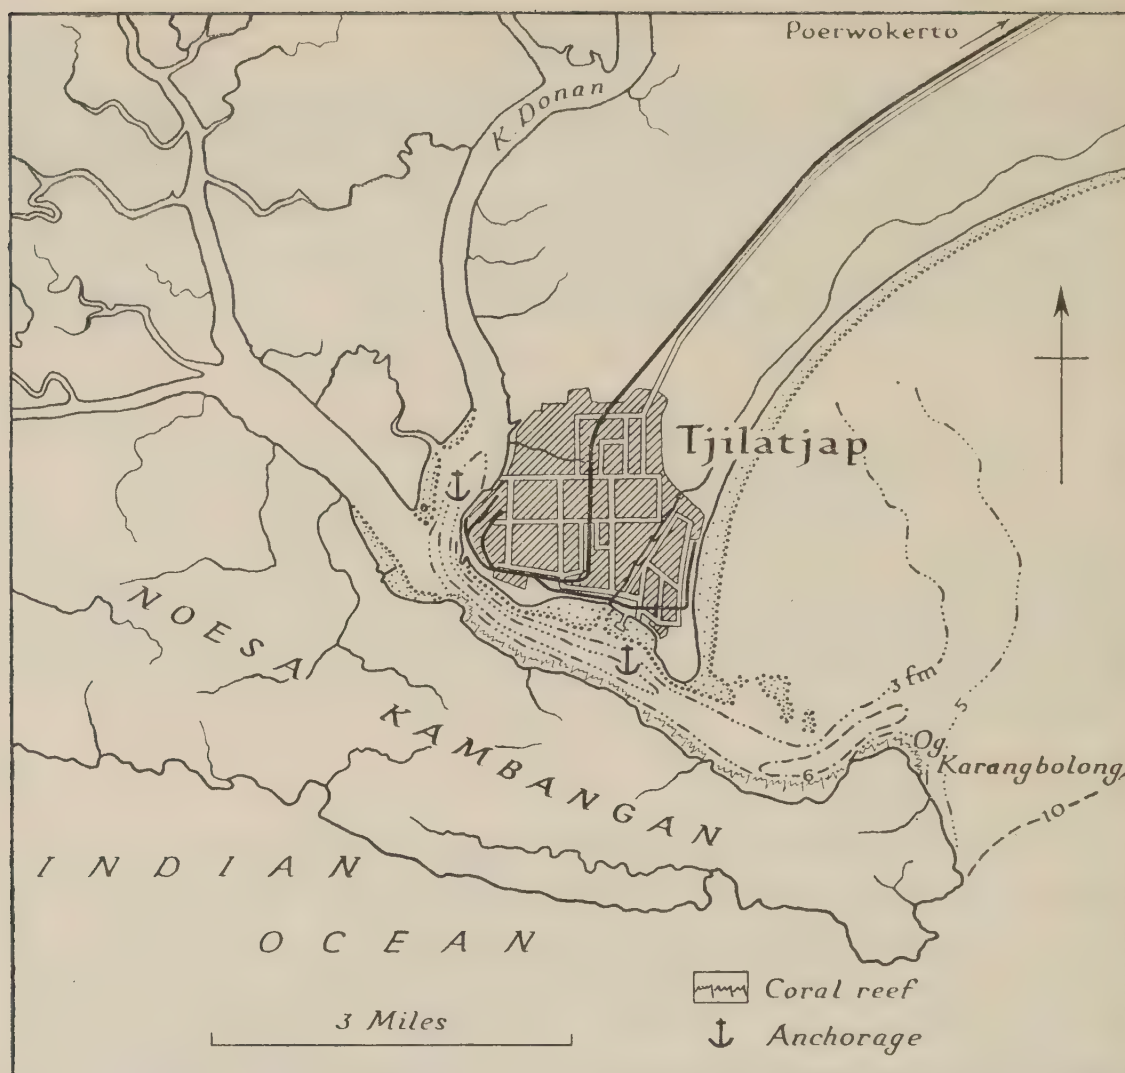 Poerwokerto
K. Donan
Tjilatjap
NOESA
KAMBANGAN
3 fm
5
6
Og.
Karangbolong
10
INDIAN
OCEAN
3 Miles
Coral reef
Anchorage